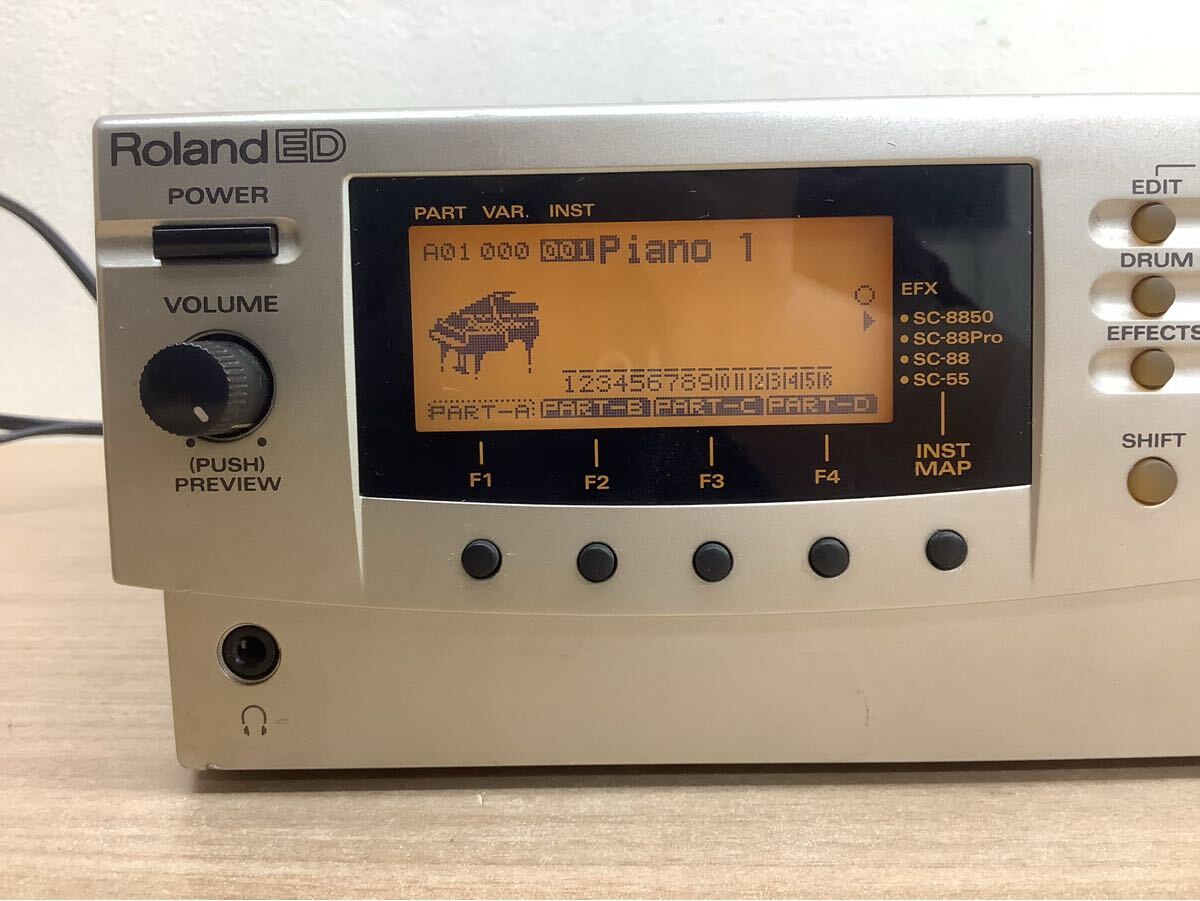 Roland ED
POWER
VOLUME
(PUSH)
PREVIEW
PART VAR. INST
A01 000 001 Piano 1
12345678910111213141516
PART-A PART-B PART-C PART-D
F1 F2 F3 F4
EFX
SC-8850
SC-88Pro
SC-88
SC-55
INST
MAP
EDIT
DRUM
EFFECTS
SHIFT